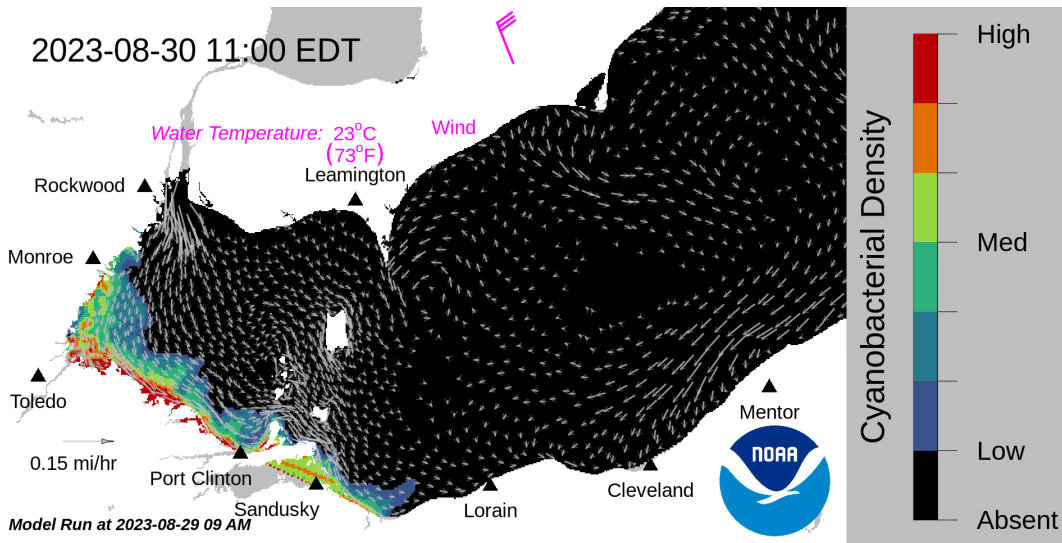 2023-08-30 11:00 EDT
Water Temperature: 23°C
(73°F)
Wind
Leamington
Rockwood
Monroe
Toledo
0.15 mi/hr
Port Clinton
Sandusky
Lorain
Cleveland
Mentor
NOAA
Model Run at 2023-08-29 09 AM
Cyanobacterial Density
High
Med
Low
Absent